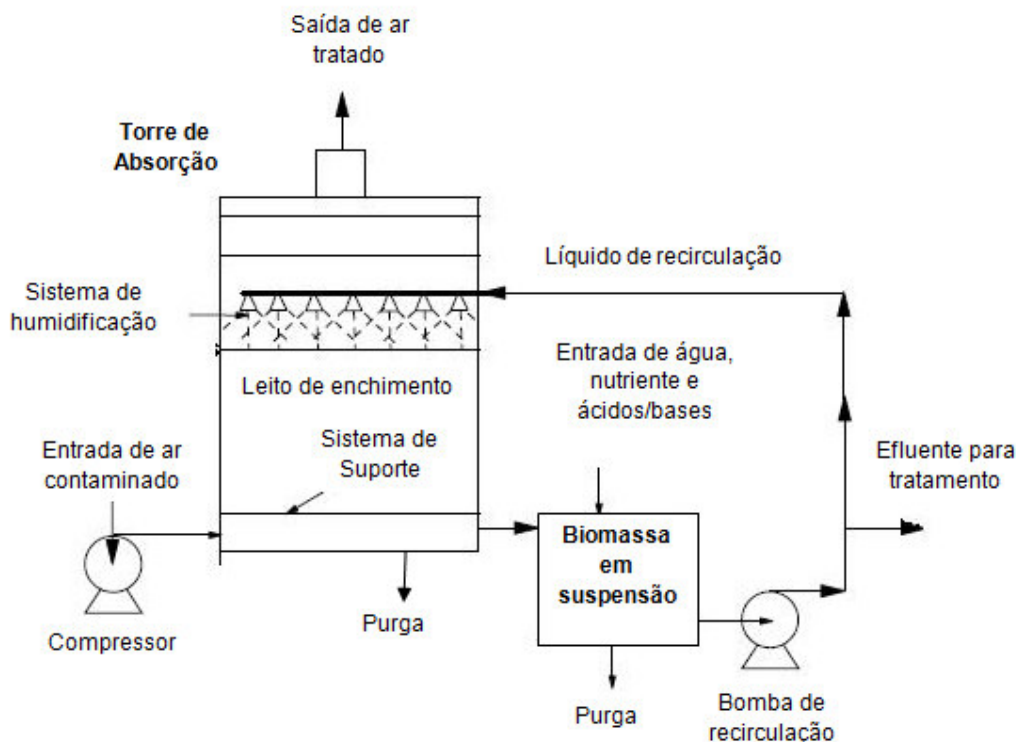 Saída de ar
tratado
Torre de
Absorção
Líquido de recirculação
Sistema de
humidificação
Entrada de água,
nutriente e
ácidos/bases
Leito de enchimento
Sistema de
Suporte
Entrada de ar
contaminado
Efluente para
tratamento
Biomassa
em
suspensão
Compressor
Purga
Purga
Bomba de
recirculação